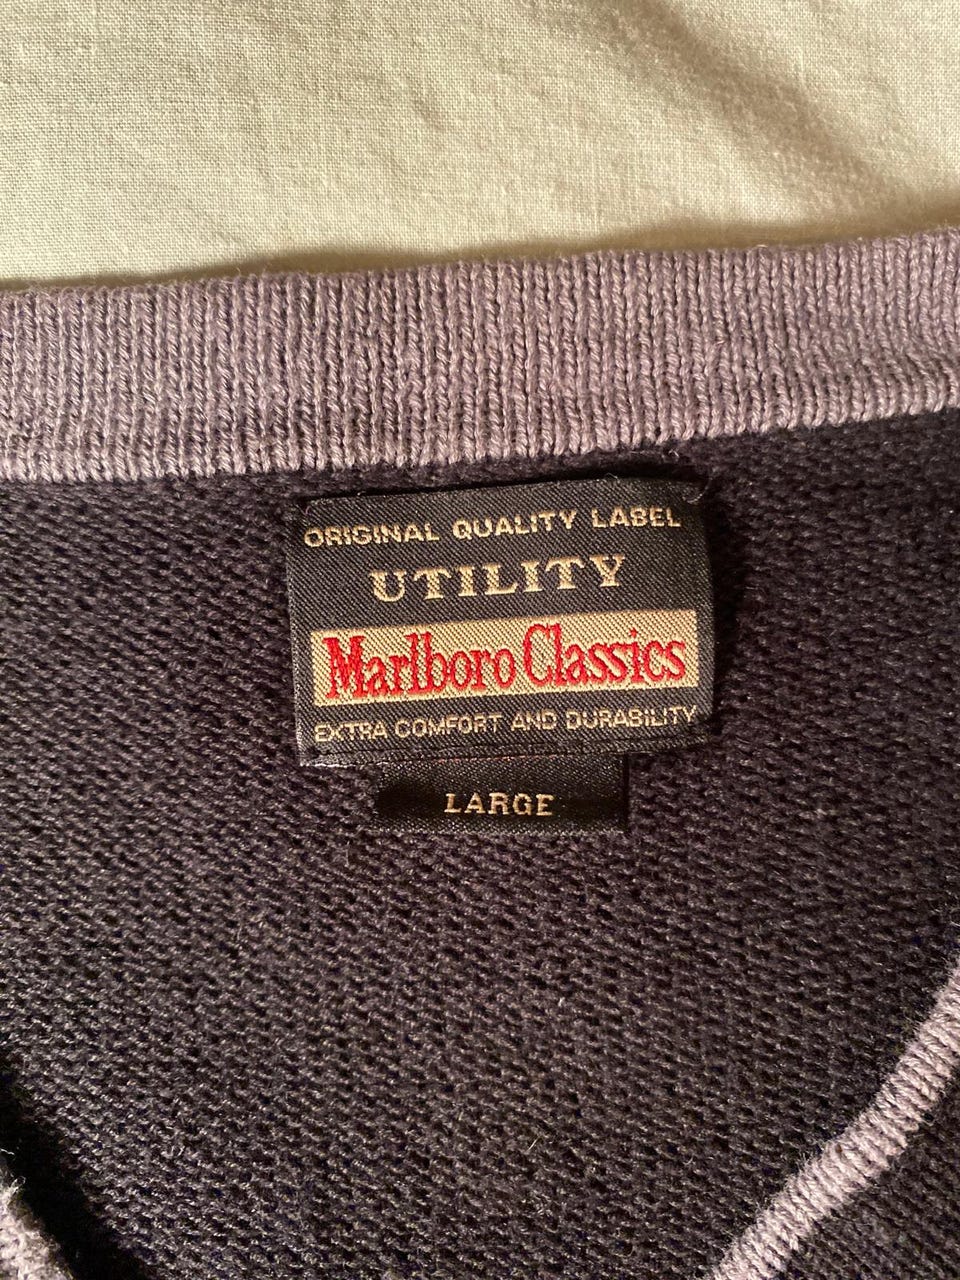 ORIGINAL QUALITY LABEL
UTILITY
Marlboro Classics
EXTRA COMFORT AND DURABILITY
LARGE